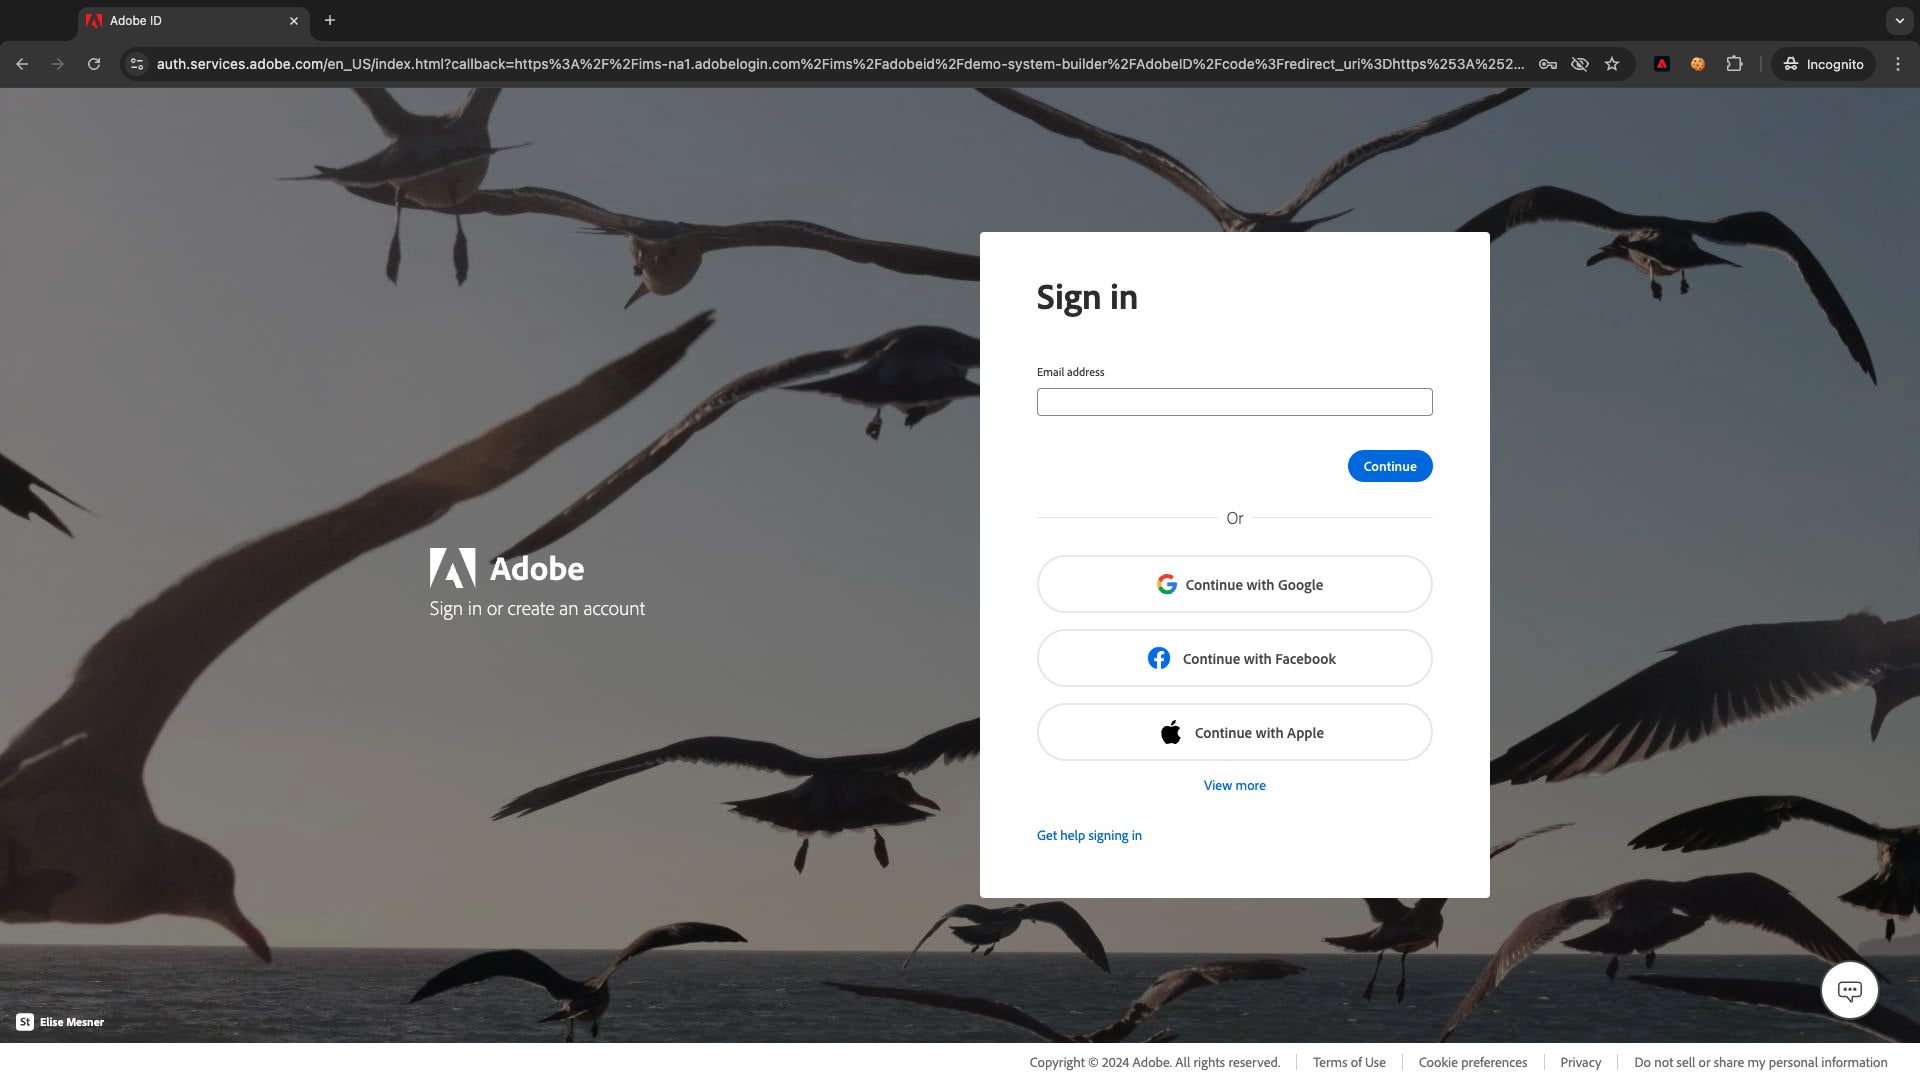 Adobe ID
auth.services.adobe.com/en_US/index.html?callback=https%3A%2F%2Fims-na1.adobelogin.com%2Fims%2Fadobeid%2Fdemo-system-builder%2FAdobeID%2Fcode%3Fredirect_uri%3Dhttps%253A%252...
Incognito
Sign in
Email address
Continue
Or
Adobe
Sign in or create an account
Continue with Google
Continue with Facebook
Continue with Apple
View more
Get help signing in
St Elise Mesner
Copyright © 2024 Adobe. All rights reserved. Terms of Use Cookie preferences Privacy Do not sell or share my personal information